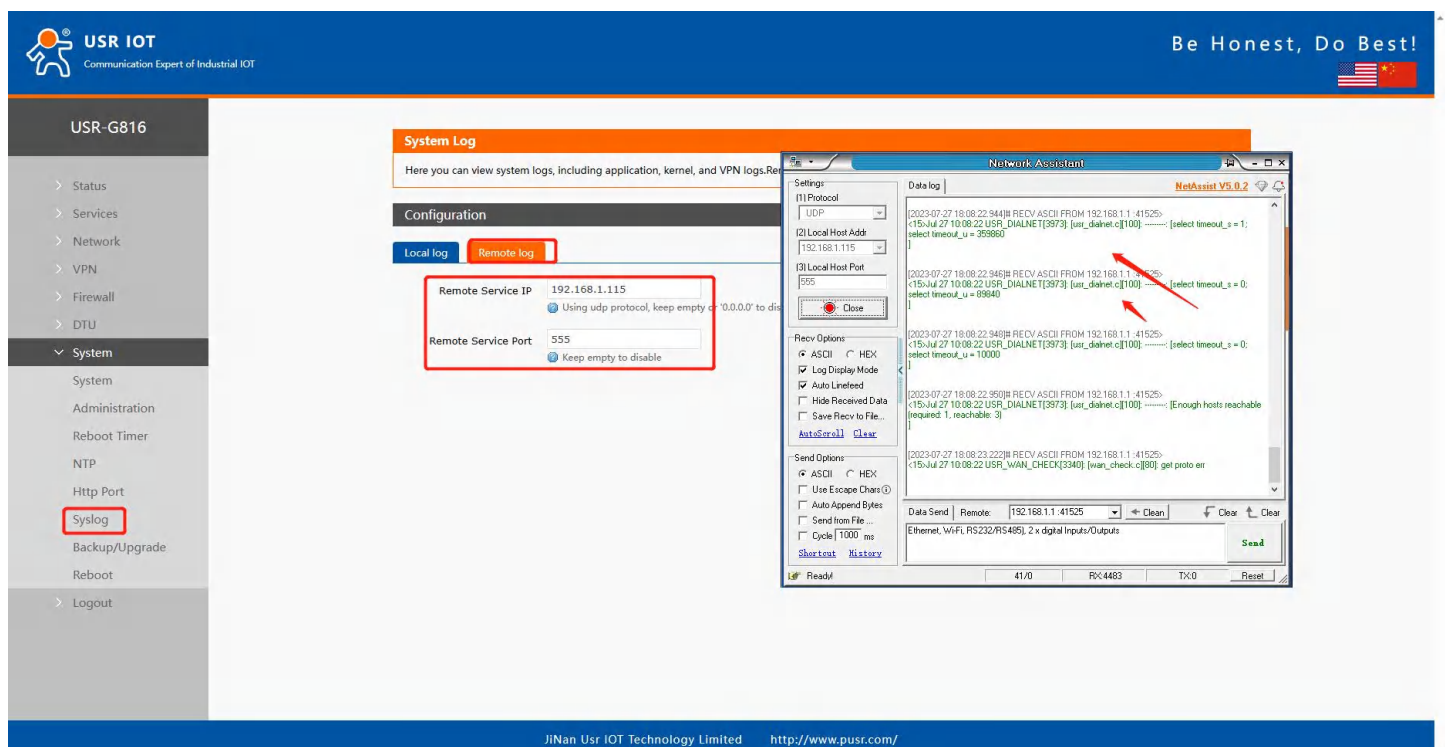 USR IOT
Communication Expert of Industrial IOT
Be Honest, Do Best!
USR-G816
Status
Services
Network
VPN
Firewall
DTU
System
System
Administration
Reboot Timer
NTP
Http Port
Syslog
Backup/Upgrade
Reboot
Logout
System Log
Here you can view system logs, including application, kernel, and VPN logs.Rer
Configuration
Local log
Remote log
Remote Service IP
192.168.1.115
Using udp protocol, keep empty or '0.0.0.0' to dis
Remote Service Port
555
Keep empty to disable
Network Assistant
Settings
(1) Protocol
UDP
(2) Local Host Addr
192.168.1.115
(3) Local Host Port
555
Close
Recv Options
ASCII HEX
Log Display Mode
Auto Linefeed
Hide Received Data
Save Recv to File...
AutoScroll Clear
Send Options
ASCII HEX
Use Escape Chars
Auto Append Bytes
Send from File ...
Cycle 1000 ms
Shortcut History
Data log
NetAssist V5.0.2
[2023-07-27 18:08:22.944]# RECV ASCII FROM 192.168.1.1 :41525>
<15>Jul 27 10:08:22 USR_DIALNET[3973]: [usr_dialnet.c][100]: --------: [select timeout_s = 1;
select timeout_u = 359860
]
[2023-07-27 18:08:22.946]# RECV ASCII FROM 192.168.1.1 :41525>
<15>Jul 27 10:08:22 USR_DIALNET[3973]: [usr_dialnet.c][100]: --------: [select timeout_s = 0;
select timeout_u = 89840
]
[2023-07-27 18:08:22.948]# RECV ASCII FROM 192.168.1.1 :41525>
<15>Jul 27 10:08:22 USR_DIALNET[3973]: [usr_dialnet.c][100]: --------: [select timeout_s = 0;
select timeout_u = 10000
]
[2023-07-27 18:08:22.950]# RECV ASCII FROM 192.168.1.1 :41525>
<15>Jul 27 10:08:22 USR_DIALNET[3973]: [usr_dialnet.c][100]: --------: [Enough hosts reachable
(required: 1, reachable: 3)
]
[2023-07-27 18:08:23.222]# RECV ASCII FROM 192.168.1.1 :41525>
<15>Jul 27 10:08:22 USR_WAN_CHECK[3340]: [wan_check.c][80]: get proto err
Data Send Remote: 192.168.1.1 :41525 Clean Clear Clear
Ethernet, Wi-Fi, RS232/RS485), 2 x digital Inputs/Outputs
Send
Ready! 41/0 RX:4483 TX:0 Reset
JiNan Usr IOT Technology Limited http://www.pusr.com/